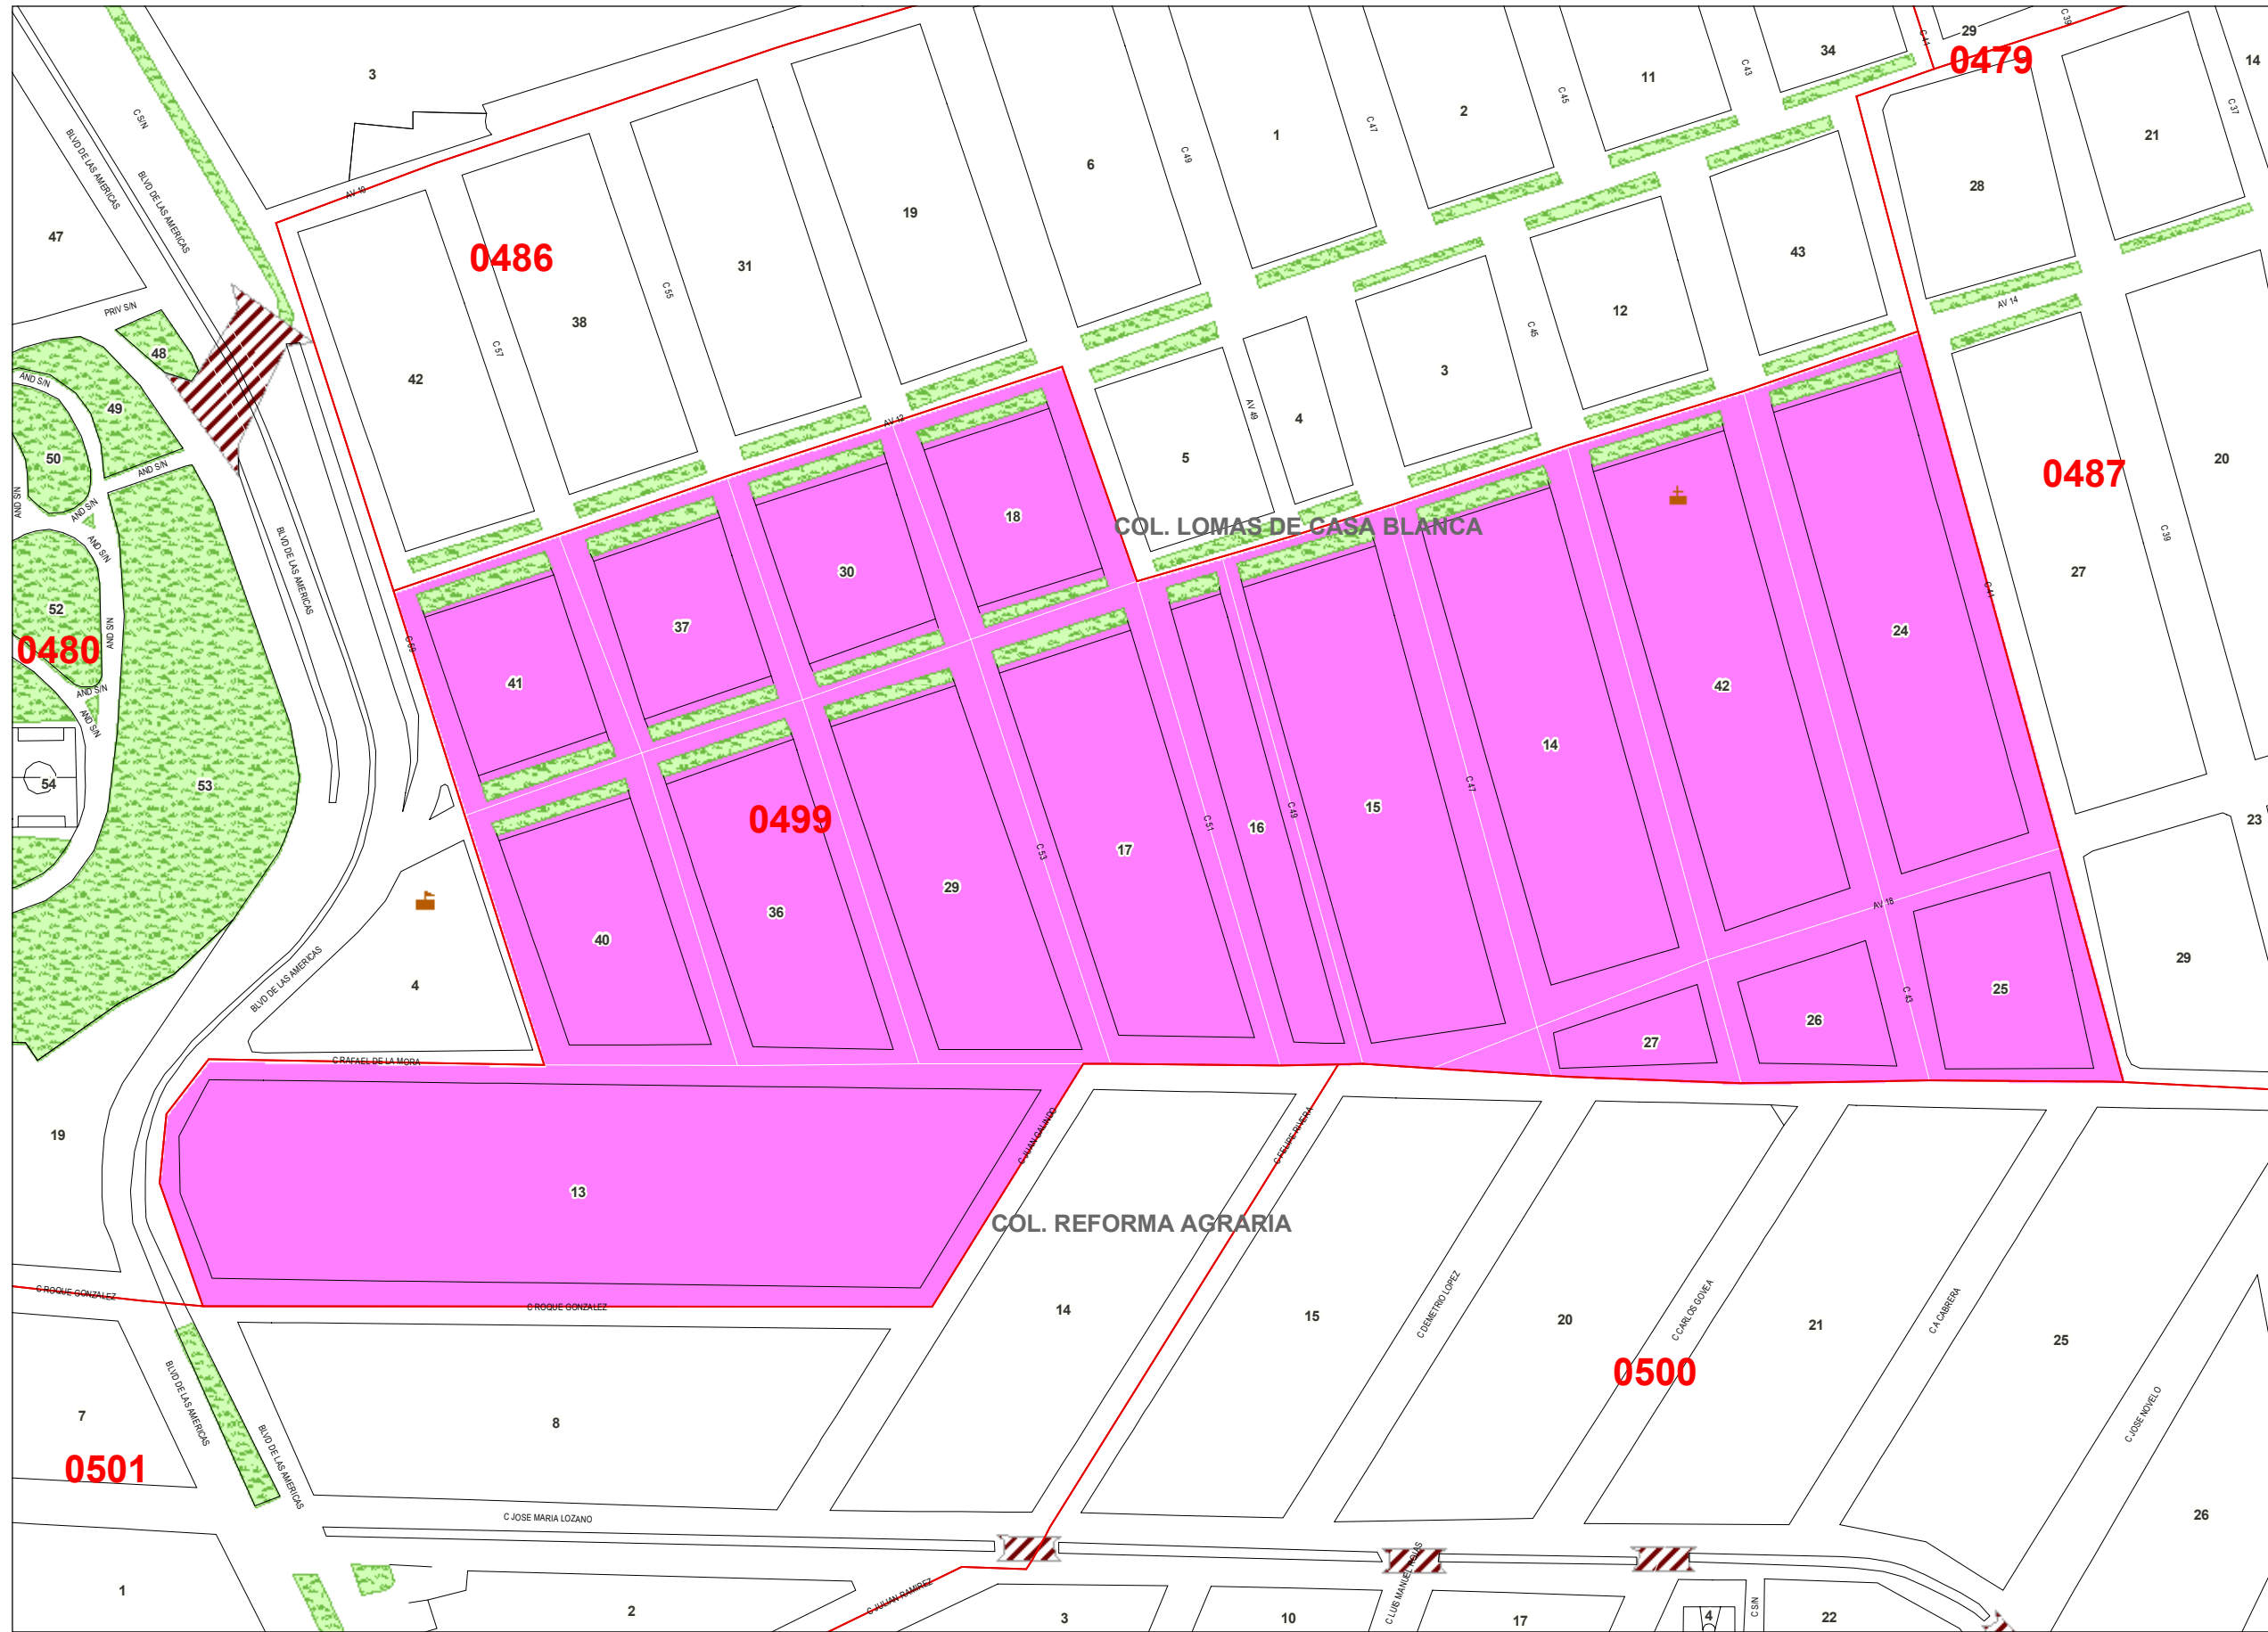 29
C 39
C 41
0479
34
14
3
C 43
11
C 45
2
C 37
C S/N
BLVD DE LAS AMERICAS
BLVD DE LAS AMERICAS
C 47
1
21
C 49
6
28
AV 10
19
47
0486
31
43
C 55
PRIV S/N
38
12
AV 14
C 45
48
C 57
42
3
AND S/N
49
AV 49
4
AV 12
50
AND S/N
5
20
0487
AND S/N
AND S/N
18
COL. LOMAS DE CASA BLANCA
C 39
AND S/N
BLVD DE LAS AMERICAS
30
27
52
C 41
AND S/N
37
24
0480
C 59
41
42
AND S/N
AND S/N
14
54
53
C 47
15
0499
C 49
16
C 51
23
17
C 53
29
36
AV 18
40
BLVD DE LAS AMERICAS
4
29
25
C 43
26
27
C RAFAEL DE LA MORA
19
C JUAN GALINDO
C FELIPE RIVERA
13
COL. REFORMA AGRARIA
C ROQUE GONZALEZ
C ROQUE GONZALEZ
14
15
C DEMETRIO LOPEZ
20
C CARLOS GOVEA
21
C A CABRERA
25
0500
BLVD DE LAS AMERICAS
C JOSE NOVELO
7
8
0501
BLVD DE LAS AMERICAS
C JOSE MARIA LOZANO
26
1
2
C JULIAN RAMIREZ
3
10
C LUIS MANUEL ROJAS
17
4
C S/N
22